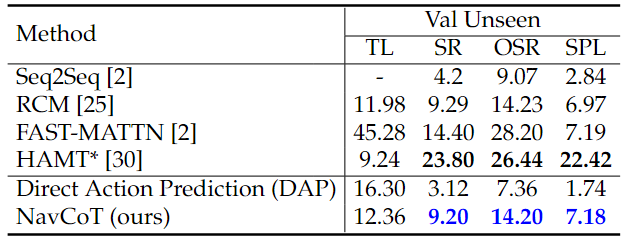 Method Val Unseen
TL SR OSR SPL
Seq2Seq [2] - 4.2 9.07 2.84
RCM [25] 11.98 9.29 14.23 6.97
FAST-MATTN [2] 45.28 14.40 28.20 7.19
HAMT* [30] 9.24 23.80 26.44 22.42
Direct Action Prediction (DAP) 16.30 3.12 7.36 1.74
NavCoT (ours) 12.36 9.20 14.20 7.18